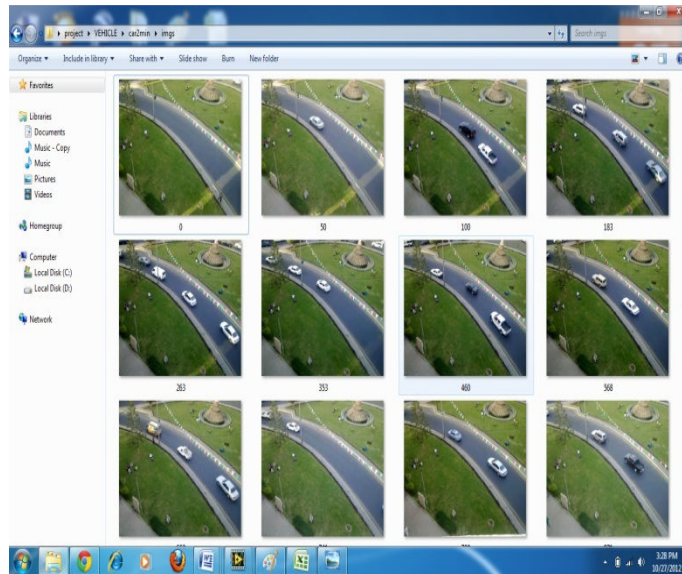 project ▸ VEHICLE ▸ car2min ▸ imgs
Search imgs
Organize Include in library Share with Slide show Burn New folder
Favorites
Libraries
Documents
Music - Copy
Music
Pictures
Videos
Homegroup
Computer
Local Disk (C:)
Local Disk (D:)
Network
0 50 100 183
263 353 460 568
3:28 PM
10/27/2012